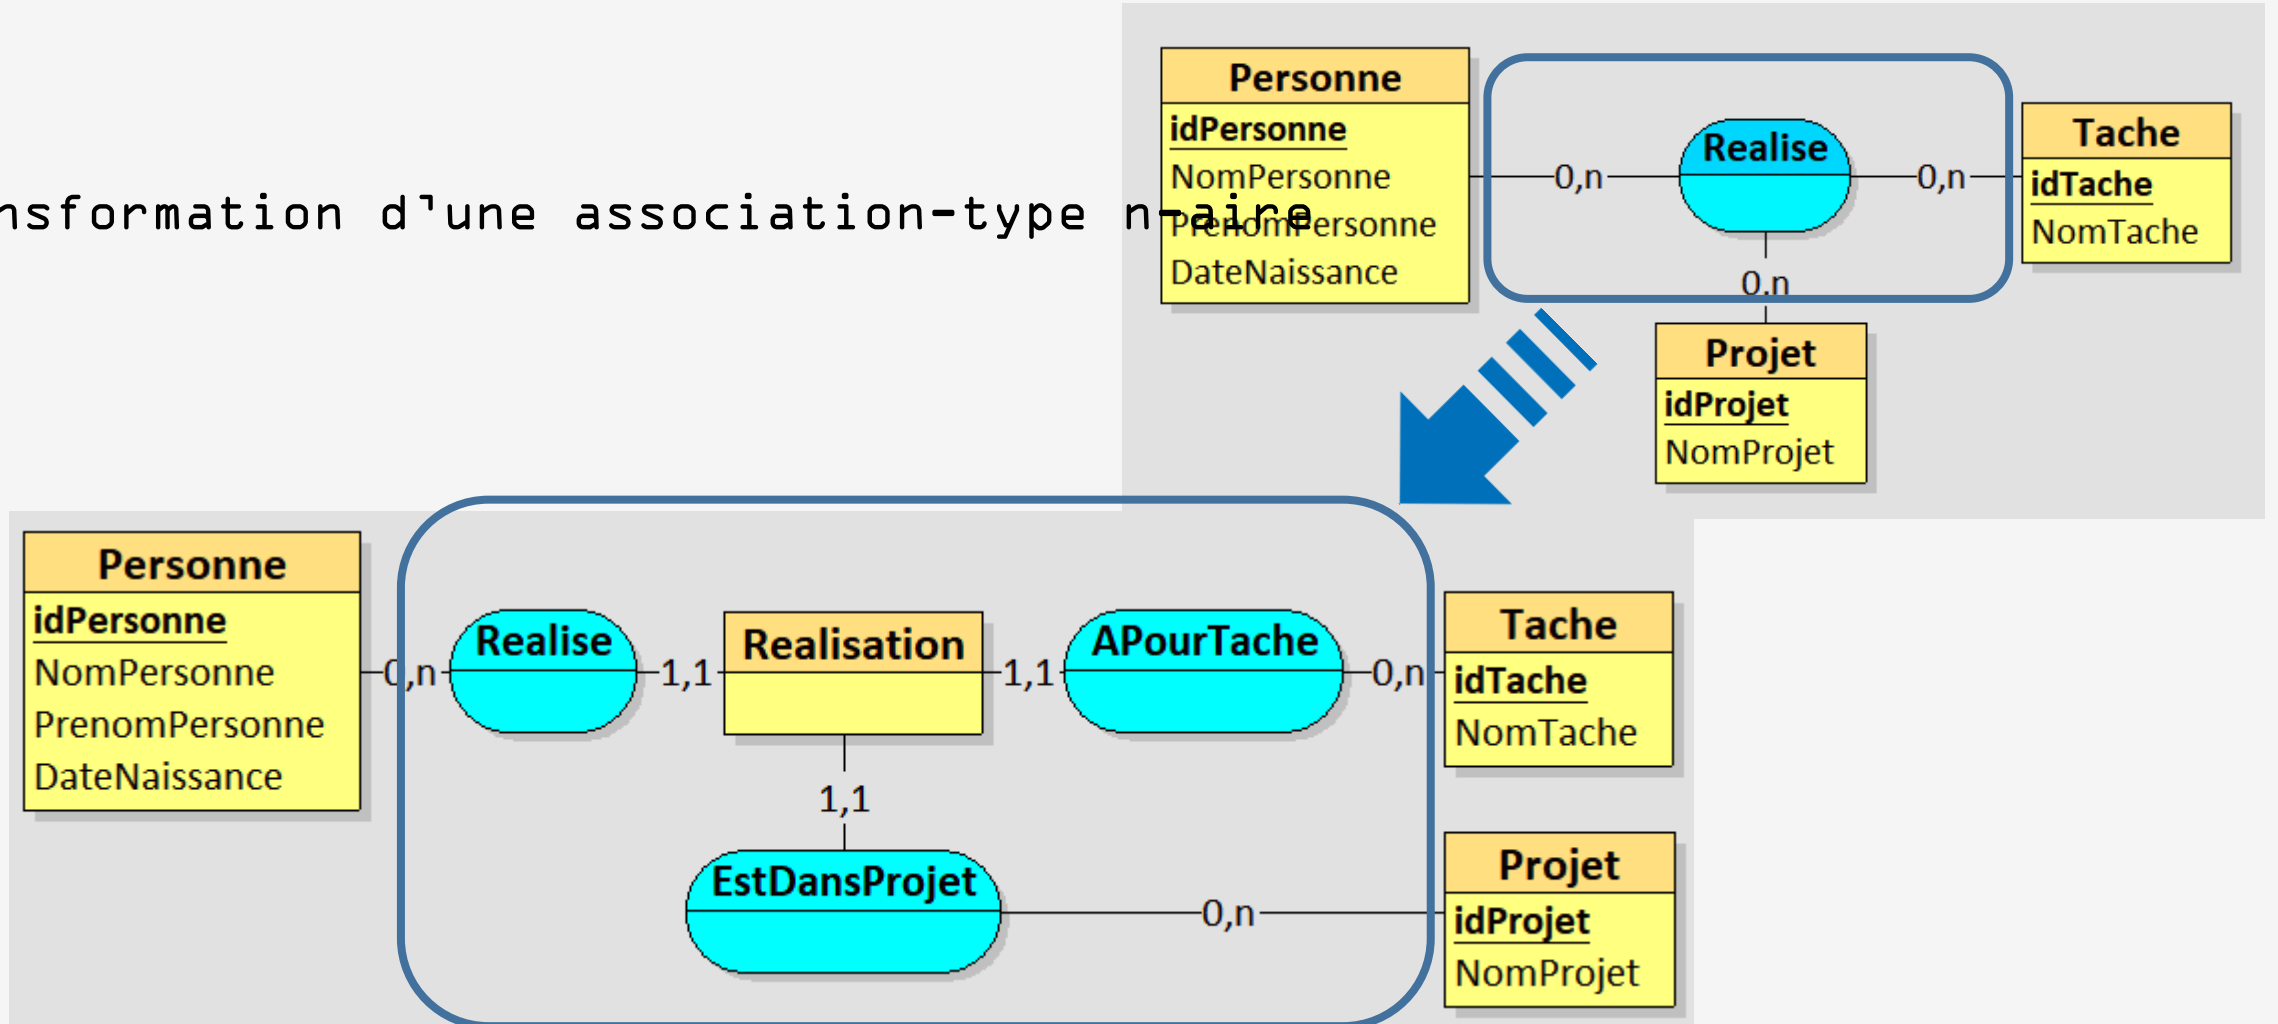 nsformation d'une association-type n-aire
Personne
idPersonne
NomPersonne
PrenomPersonne
DateNaissance
0,n
Realise
0,n
Tache
idTache
NomTache
0,n
Projet
idProjet
NomProjet
Personne
idPersonne
NomPersonne
PrenomPersonne
DateNaissance
0,n
Realise
1,1
Realisation
1,1
APourTache
0,n
Tache
idTache
NomTache
1,1
EstDansProjet
0,n
Projet
idProjet
NomProjet